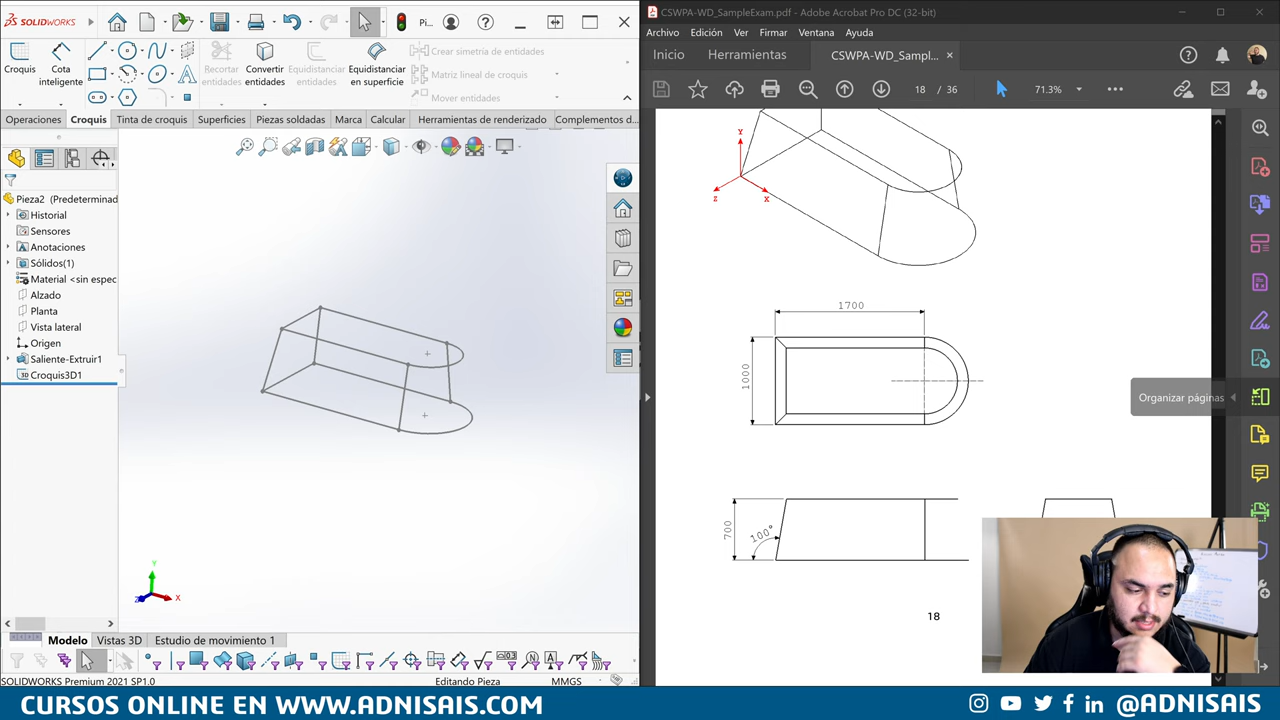 SOLIDWORKS
Pi...
CSWPA-WD_SampleExam.pdf - Adobe Acrobat Pro DC (32-bit)
Archivo Edición Ver Firmar Ventana Ayuda
Inicio Herramientas CSWPA-WD_Sampl...
18 / 36 71.3%
Croquis
Cota inteligente
Recortar entidades
Convertir entidades
Equidistanciar entidades
Equidistanciar en superficie
Crear simetría de entidades
Matriz lineal de croquis
Mover entidades
Operaciones Croquis Tinta de croquis Superficies Piezas soldadas Marca Calcular Herramientas de renderizado Complementos d
Pieza2 (Predeterminad
Historial
Sensores
Anotaciones
Sólidos(1)
Material <sin espec
Alzado
Planta
Vista lateral
Origen
Saliente-Extruir1
Croquis3D1
Y
Z
X
Y
Z
X
1700
1000
700
100°
18
Organizar páginas
Modelo Vistas 3D Estudio de movimiento 1
SOLIDWORKS Premium 2021 SP1.0 Editando Pieza MMGS
CURSOS ONLINE EN WWW.ADNISAIS.COM @ADNISAIS